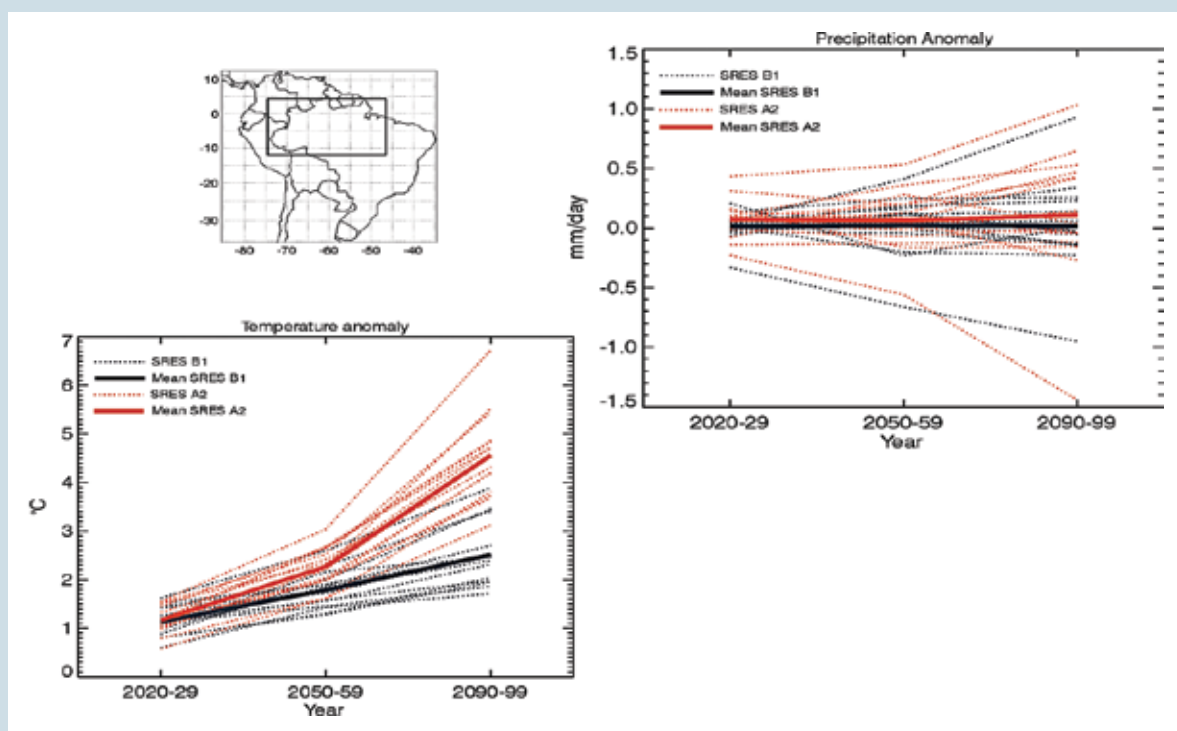 Precipitation Anomaly
1.5
1.0
0.5
0.0
-0.5
-1.0
-1.5
mm/day
SRES B1
Mean SRES B1
SRES A2
Mean SRES A2
2020-29 2050-59 2090-99
Year
10
0
-10
-20
-30
-80 -70 -60 -50 -40
Temperature anomaly
7
6
5
4
3
2
1
0
°C
SRES B1
Mean SRES B1
SRES A2
Mean SRES A2
2020-29 2050-59 2090-99
Year